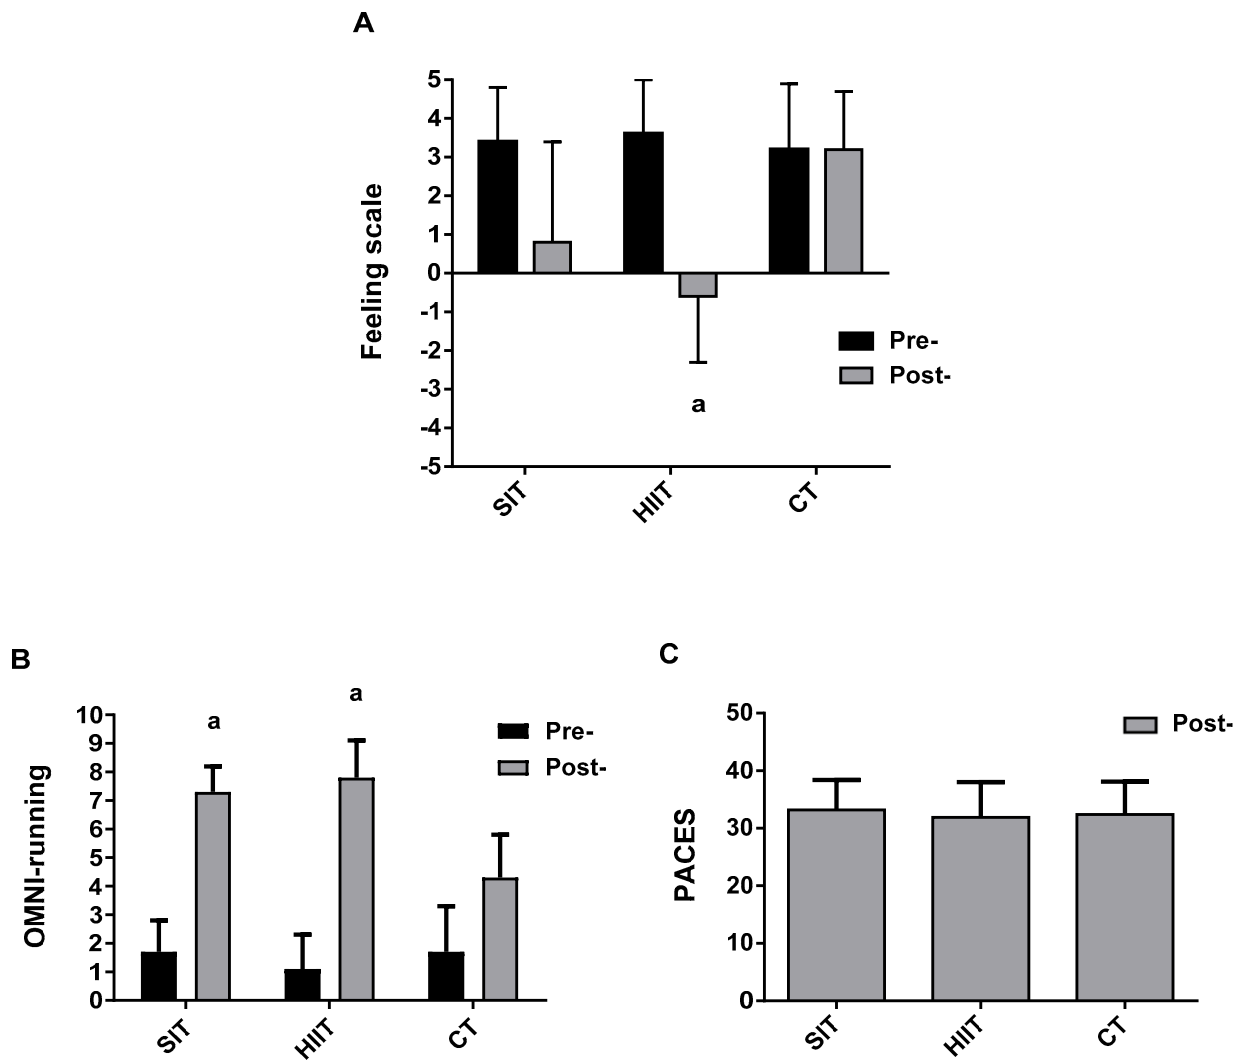 A
Feeling scale
5
4
3
2
1
0
-1
-2
-3
-4
-5
a
Pre-
Post-
SIT
HIIT
CT
B
OMNI-running
10
9
8
7
6
5
4
3
2
1
0
a
a
Pre-
Post-
SIT
HIIT
CT
C
PACES
50
40
30
20
10
0
Post-
SIT
HIIT
CT